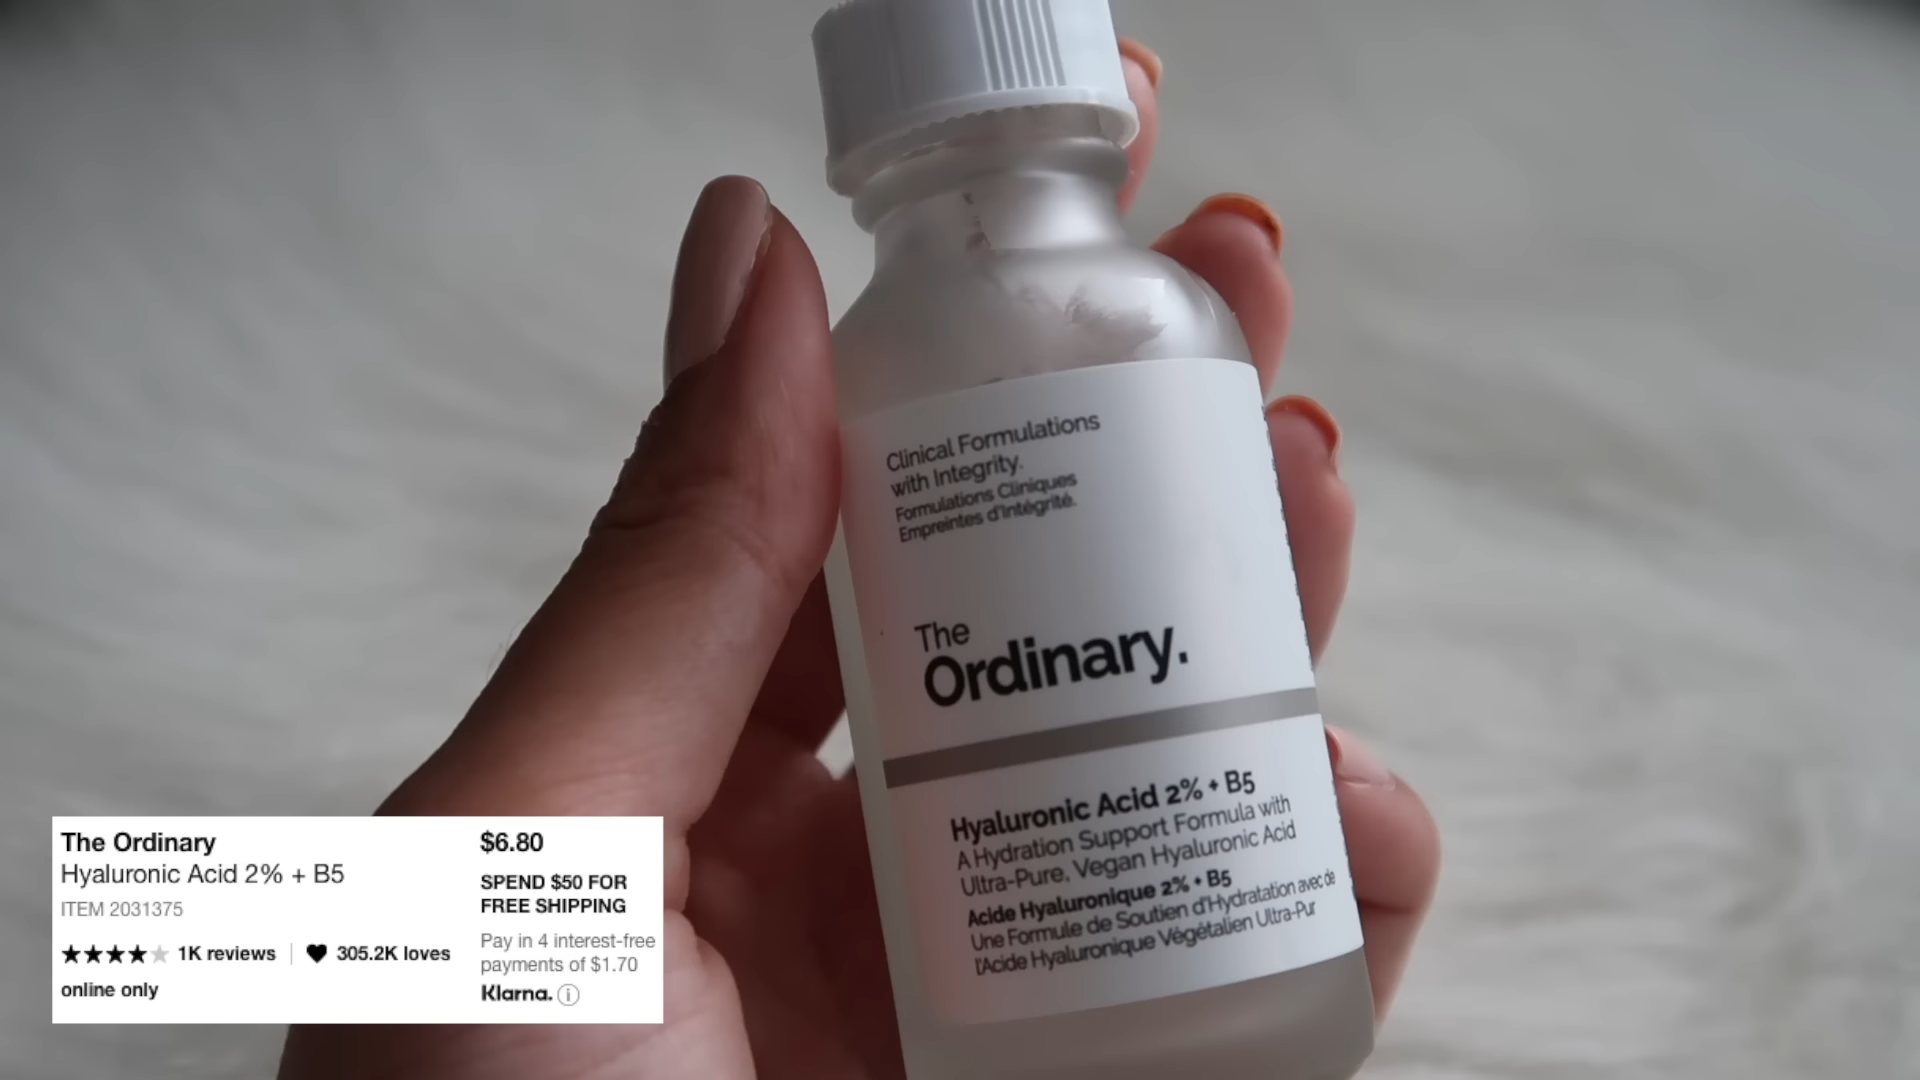 Clinical Formulations
with Integrity.
Formulations Cliniques
Empreintes d'Intégrité.
The
Ordinary.
Hyaluronic Acid 2% + B5
A Hydration Support Formula with
Ultra-Pure, Vegan Hyaluronic Acid
Acide Hyaluronique 2% + B5
Une Formule de Soutien d'Hydratation avec de
l'Acide Hyaluronique Végétalien Ultra-Pur
The Ordinary
Hyaluronic Acid 2% + B5
ITEM 2031375
1K reviews
305.2K loves
online only
$6.80
SPEND $50 FOR
FREE SHIPPING
Pay in 4 interest-free
payments of $1.70
Klarna.